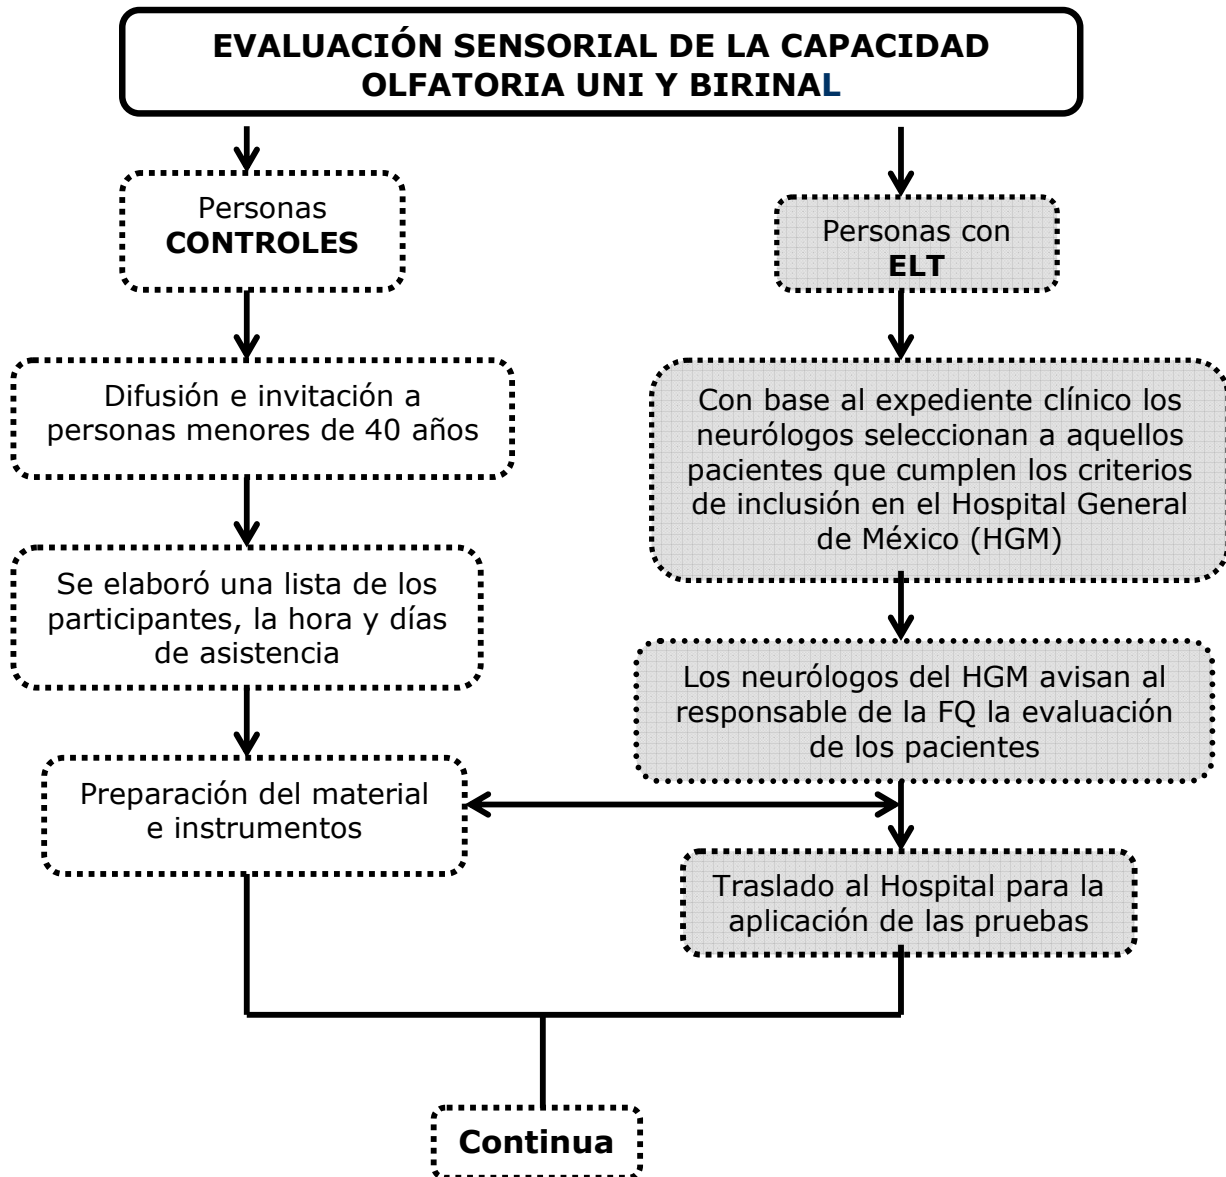 EVALUACIÓN SENSORIAL DE LA CAPACIDAD
OLFATORIA UNI Y BIRINAL
Personas
CONTROLES
Difusión e invitación a
personas menores de 40 años
Se elaboró una lista de los
participantes, la hora y días
de asistencia
Preparación del material
e instrumentos
Personas con
ELT
Con base al expediente clínico los
neurólogos seleccionan a aquellos
pacientes que cumplen los criterios
de inclusión en el Hospital General
de México (HGM)
Los neurólogos del HGM avisan al
responsable de la FQ la evaluación
de los pacientes
Traslado al Hospital para la
aplicación de las pruebas
Continua